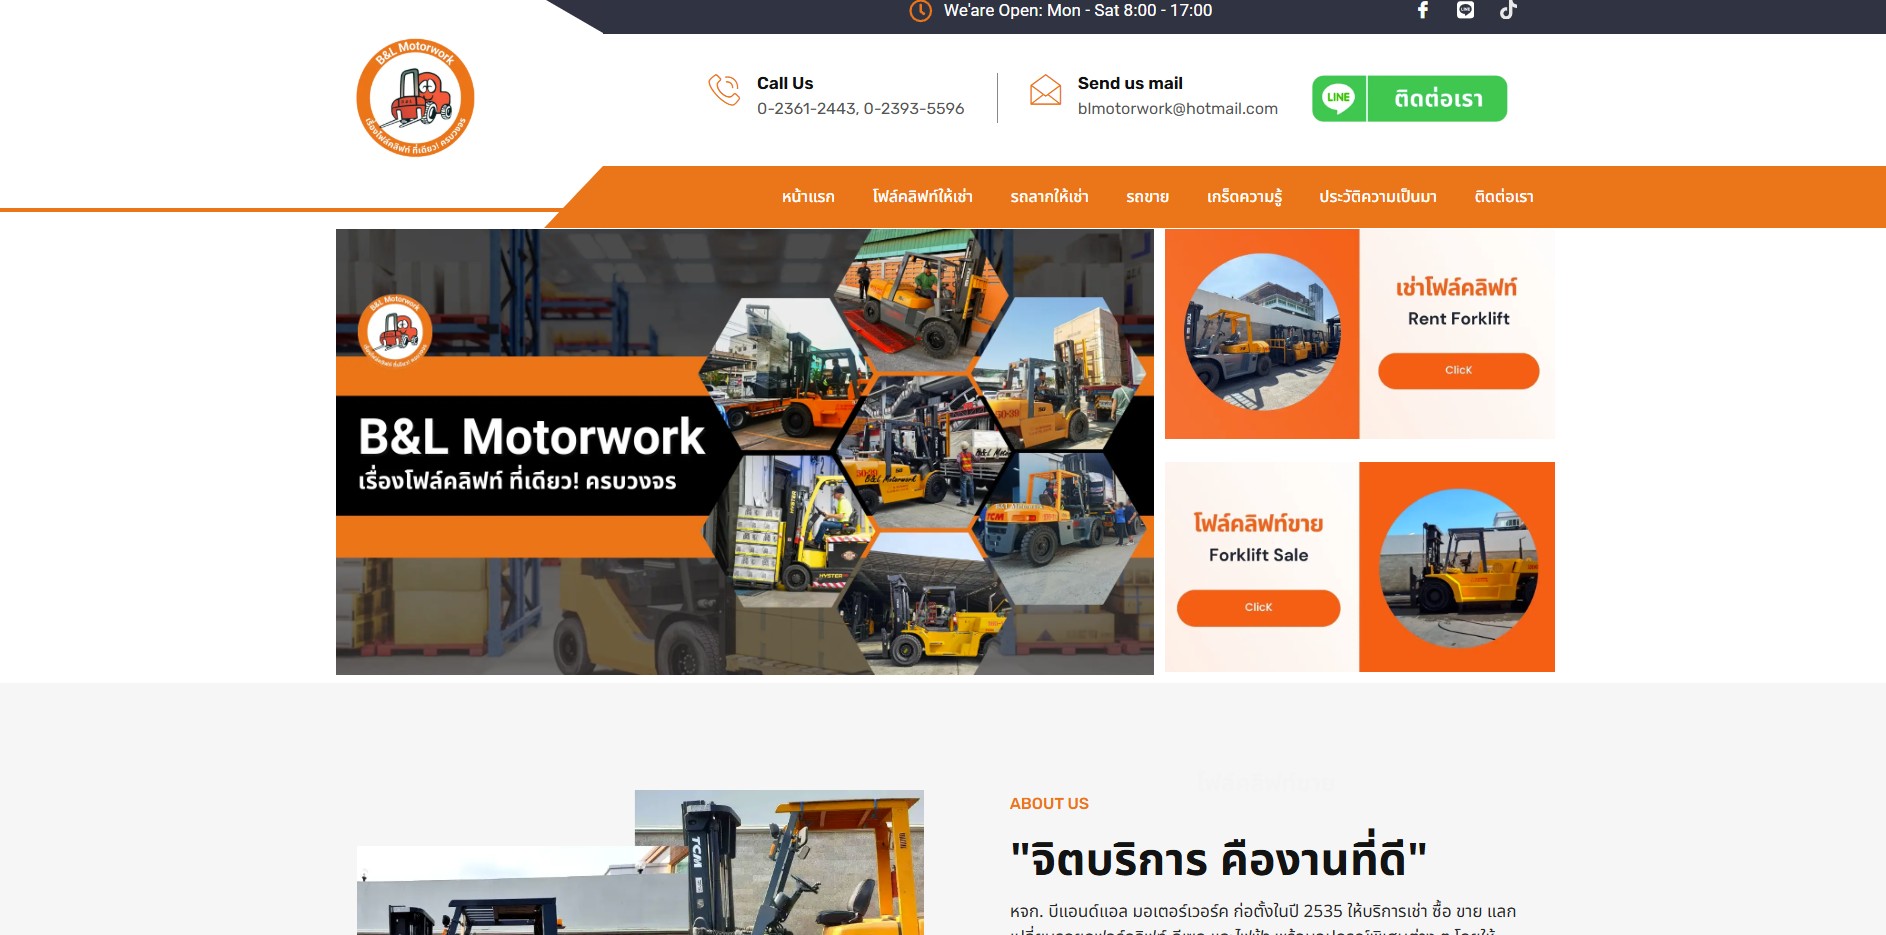 We'are Open: Mon - Sat 8:00 - 17:00
B&L Motorwork
เรื่องโฟล์คลิฟท์ ที่เดียว! ครบวงจร
Call Us
0-2361-2443, 0-2393-5596
Send us mail
blmotorwork@hotmail.com
LINE
ติดต่อเรา
หน้าแรก
โฟล์คลิฟท์ให้เช่า
รถลากให้เช่า
รถขาย
เกร็ดความรู้
ประวัติความเป็นมา
ติดต่อเรา
B&L Motorwork
B&L Motorwork
เรื่องโฟล์คลิฟท์ ที่เดียว! ครบวงจร
50-39
50-39
B&L Motorwork
TCM
HYSTER
HYSTER
เช่าโฟล์คลิฟท์
Rent Forklift
ClicK
โฟล์คลิฟท์ขาย
Forklift Sale
ClicK
ABOUT US
"จิตบริการ คืองานที่ดี"
TCM
หจก. บีแอนด์แอล มอเตอร์เวอร์ค ก่อตั้งในปี 2535 ให้บริการเช่า ซื้อ ขาย แลก